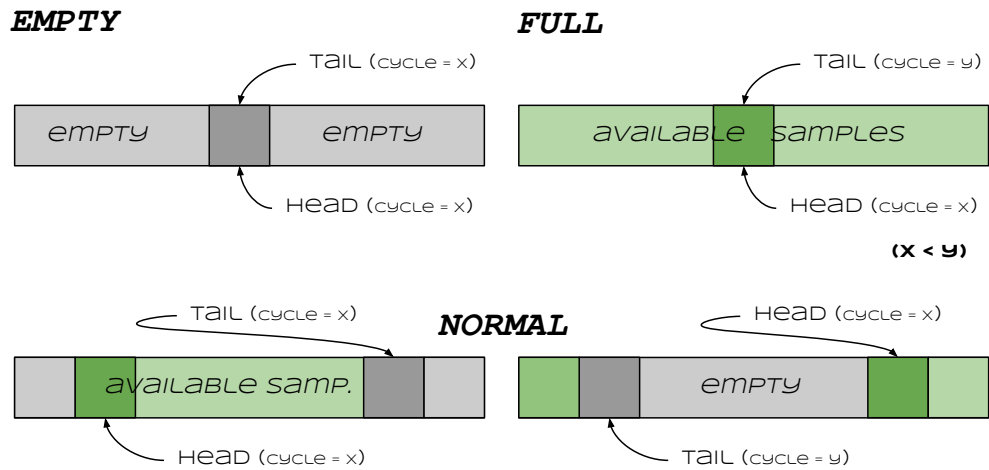 EMPTY
FULL
TAIL (CYCLE = X)
TAIL (CYCLE = Y)
EMPTY EMPTY
AVAILABLE SAMPLES
HEAD (CYCLE = X)
HEAD (CYCLE = X)
(X < Y)
TAIL (CYCLE = X)
HEAD (CYCLE = X)
NORMAL
AVAILABLE SAMP.
EMPTY
HEAD (CYCLE = X)
TAIL (CYCLE = Y)